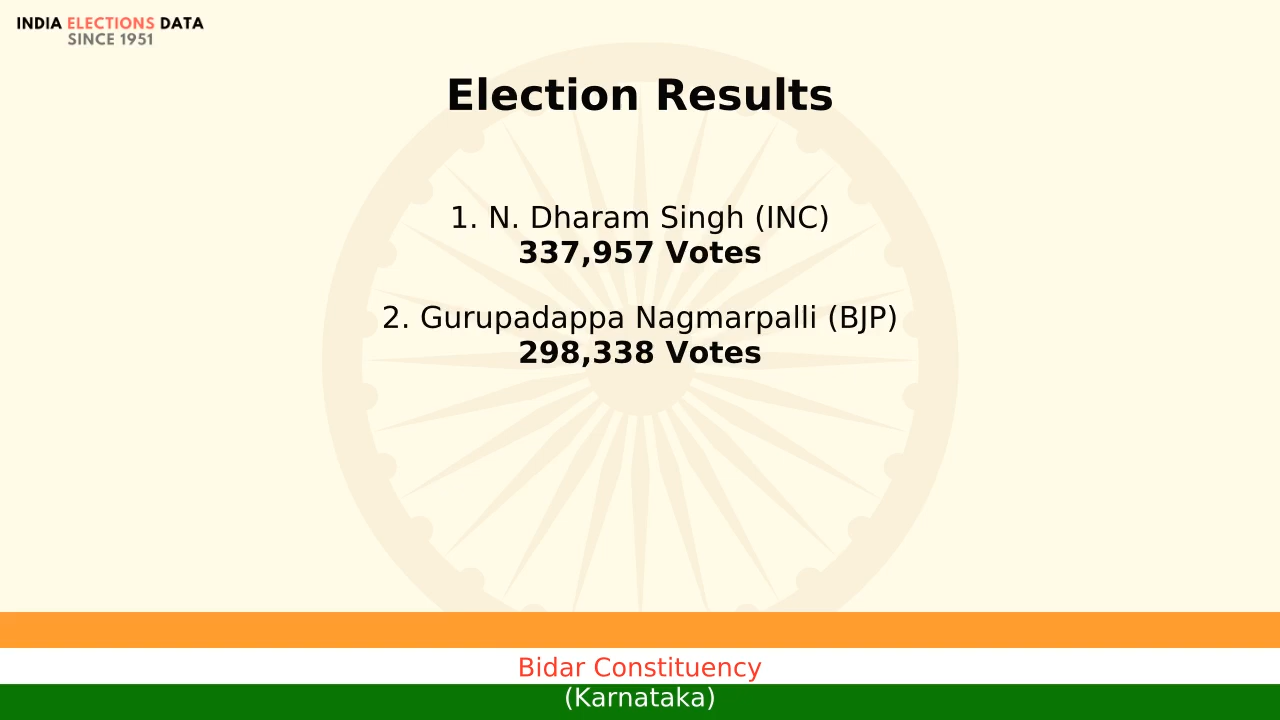 INDIA ELECTIONS DATA
SINCE 1951
Election Results
1. N. Dharam Singh (INC)
337,957 Votes
2. Gurupadappa Nagmarpalli (BJP)
298,338 Votes
Bidar Constituency
(Karnataka)